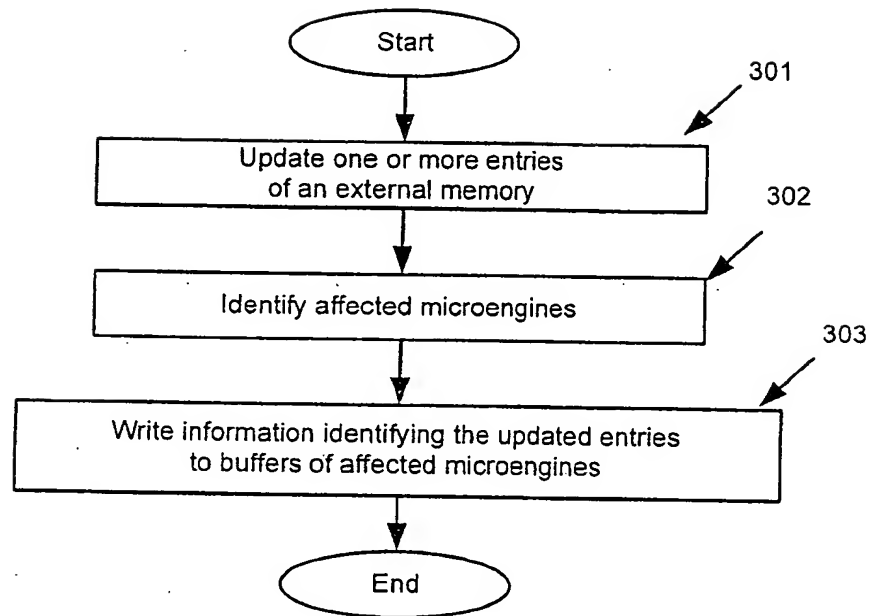 Start
301
Update one or more entries
of an external memory
302
Identify affected microengines
303
Write information identifying the updated entries
to buffers of affected microengines
End